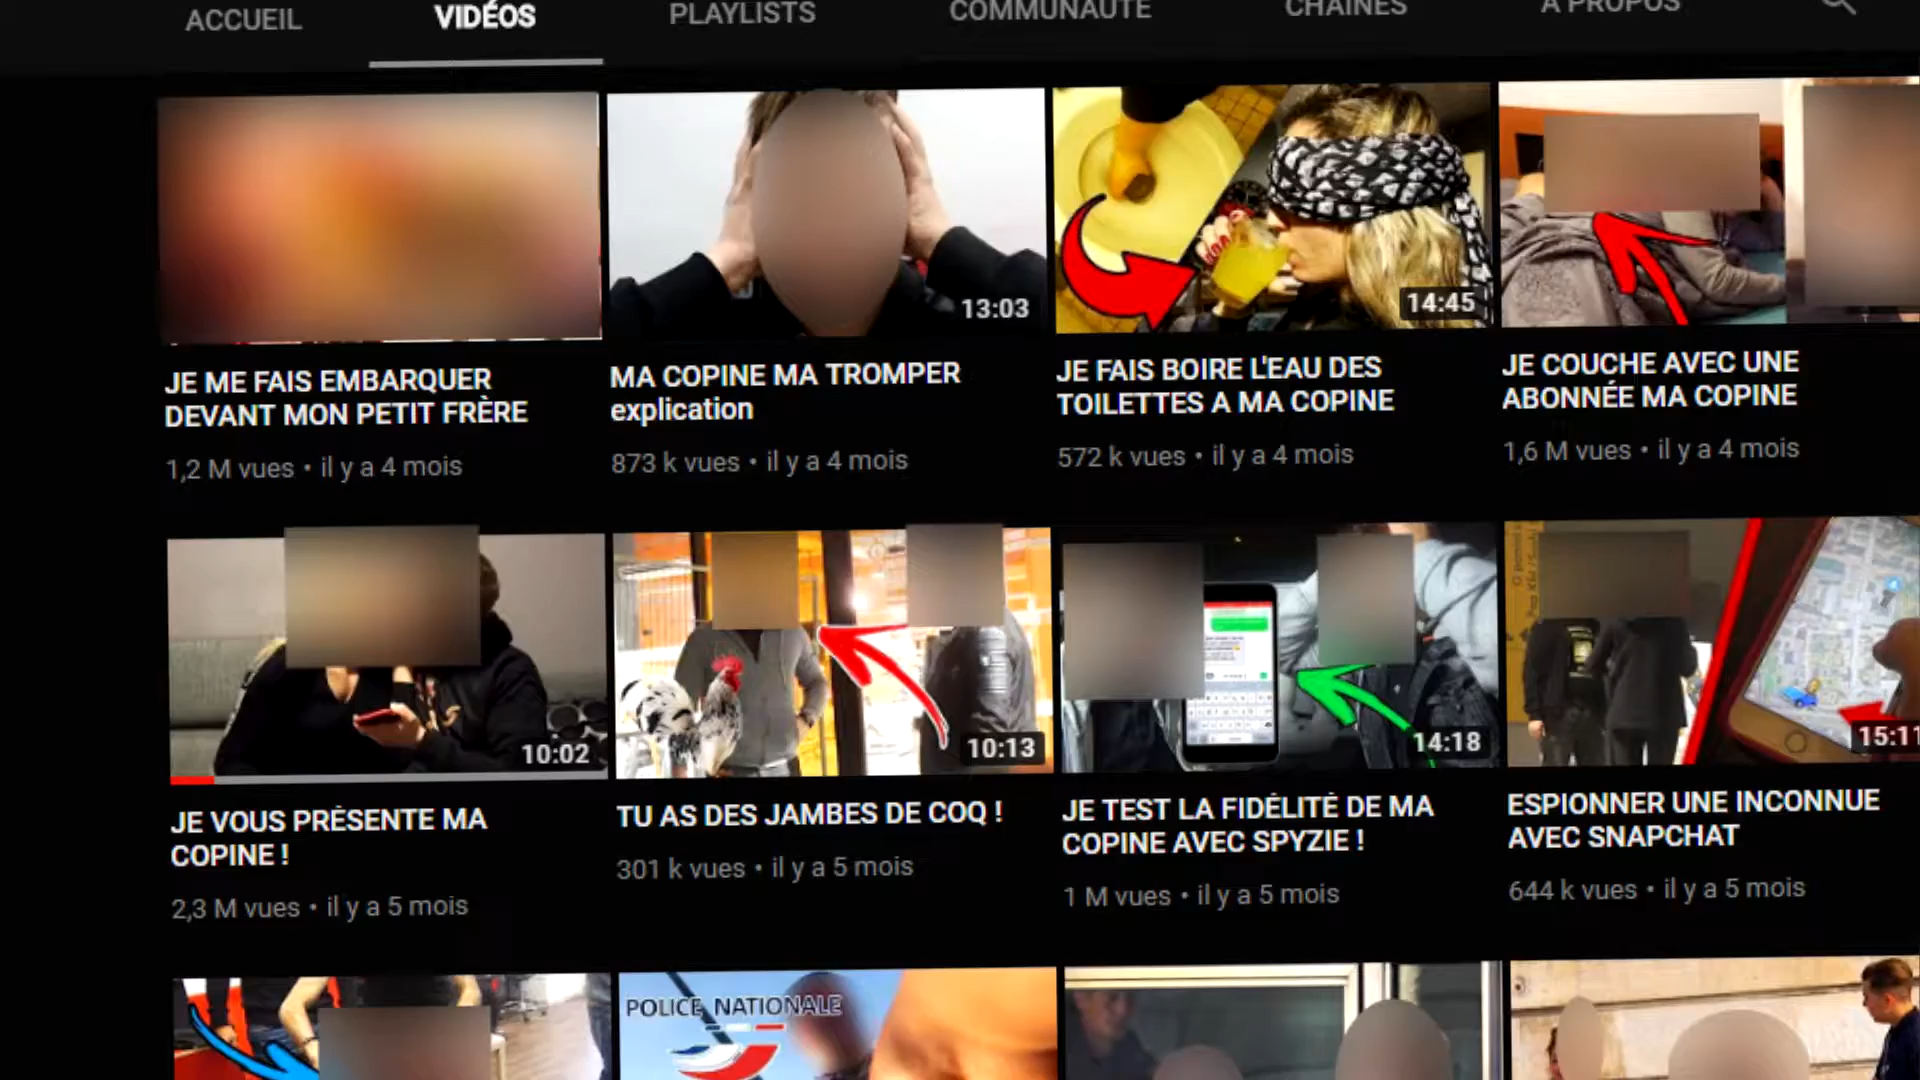 ACCUEIL
VIDÉOS
PLAYLISTS
COMMUNAUTÉ
CHAÎNES
À PROPOS
13:03
14:45
JE ME FAIS EMBARQUER
DEVANT MON PETIT FRÈRE
1,2 M vues • il y a 4 mois
MA COPINE MA TROMPER
explication
873 k vues • il y a 4 mois
JE FAIS BOIRE L'EAU DES
TOILETTES A MA COPINE
572 k vues • il y a 4 mois
JE COUCHE AVEC UNE
ABONNÉE MA COPINE
1,6 M vues • il y a 4 mois
10:02
10:13
14:18
15:11
JE VOUS PRÉSENTE MA
COPINE !
2,3 M vues • il y a 5 mois
TU AS DES JAMBES DE COQ !
301 k vues • il y a 5 mois
JE TEST LA FIDÉLITÉ DE MA
COPINE AVEC SPYZIE !
1 M vues • il y a 5 mois
ESPIONNER UNE INCONNUE
AVEC SNAPCHAT
644 k vues • il y a 5 mois
POLICE NATIONALE